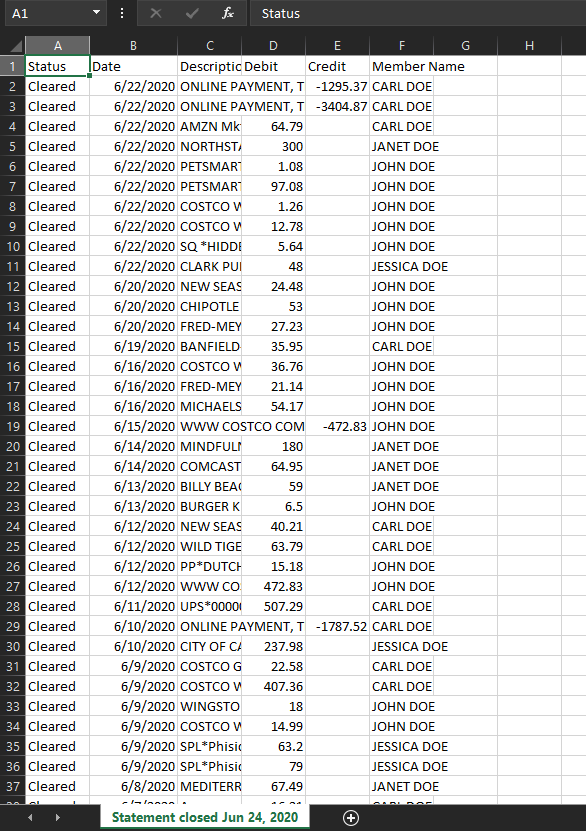 A1 fx Status
A B C D E F G H
1 Status Date Descriptic Debit Credit Member Name
2 Cleared 6/22/2020 ONLINE PAYMENT, T -1295.37 CARL DOE
3 Cleared 6/22/2020 ONLINE PAYMENT, T -3404.87 CARL DOE
4 Cleared 6/22/2020 AMZN Mk 64.79 CARL DOE
5 Cleared 6/22/2020 NORTHST 300 JANET DOE
6 Cleared 6/22/2020 PETSMART 1.08 JOHN DOE
7 Cleared 6/22/2020 PETSMART 97.08 JOHN DOE
8 Cleared 6/22/2020 COSTCO W 1.26 JOHN DOE
9 Cleared 6/22/2020 COSTCO W 12.78 JOHN DOE
10 Cleared 6/22/2020 SQ *HIDDE 5.64 JOHN DOE
11 Cleared 6/22/2020 CLARK PU 48 JESSICA DOE
12 Cleared 6/20/2020 NEW SEAS 24.48 JOHN DOE
13 Cleared 6/20/2020 CHIPOTLE 53 JOHN DOE
14 Cleared 6/20/2020 FRED-MEY 27.23 JOHN DOE
15 Cleared 6/19/2020 BANFIELD 35.95 CARL DOE
16 Cleared 6/16/2020 COSTCO W 36.76 JOHN DOE
17 Cleared 6/16/2020 FRED-MEY 21.14 JOHN DOE
18 Cleared 6/16/2020 MICHAELS 54.17 JOHN DOE
19 Cleared 6/15/2020 WWW COSTCO COM -472.83 JOHN DOE
20 Cleared 6/14/2020 MINDFULN 180 JANET DOE
21 Cleared 6/14/2020 COMCAST 64.95 JANET DOE
22 Cleared 6/13/2020 BILLY BEA 59 JANET DOE
23 Cleared 6/13/2020 BURGER K 6.5 JOHN DOE
24 Cleared 6/12/2020 NEW SEAS 40.21 CARL DOE
25 Cleared 6/12/2020 WILD TIGE 63.79 CARL DOE
26 Cleared 6/12/2020 PP*DUTCH 15.18 JOHN DOE
27 Cleared 6/12/2020 WWW CO 472.83 JOHN DOE
28 Cleared 6/11/2020 UPS*0000 507.29 CARL DOE
29 Cleared 6/10/2020 ONLINE PAYMENT, T -1787.52 CARL DOE
30 Cleared 6/10/2020 CITY OF CA 237.98 JESSICA DOE
31 Cleared 6/9/2020 COSTCO G 22.58 CARL DOE
32 Cleared 6/9/2020 COSTCO W 407.36 CARL DOE
33 Cleared 6/9/2020 WINGSTO 18 JOHN DOE
34 Cleared 6/9/2020 COSTCO W 14.99 JOHN DOE
35 Cleared 6/9/2020 SPL*Phisic 63.2 JESSICA DOE
36 Cleared 6/9/2020 SPL*Phisic 79 JESSICA DOE
37 Cleared 6/8/2020 MEDITERR 67.49 JANET DOE
Statement closed Jun 24, 2020